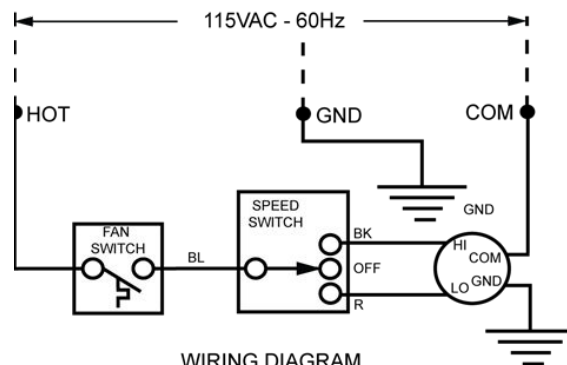 115VAC - 60Hz
HOT
GND
COM
SPEED
SWITCH
GND
FAN
SWITCH
BK
HI
COM
BL
OFF
LO
GND
R
WIRING DIAGRAM